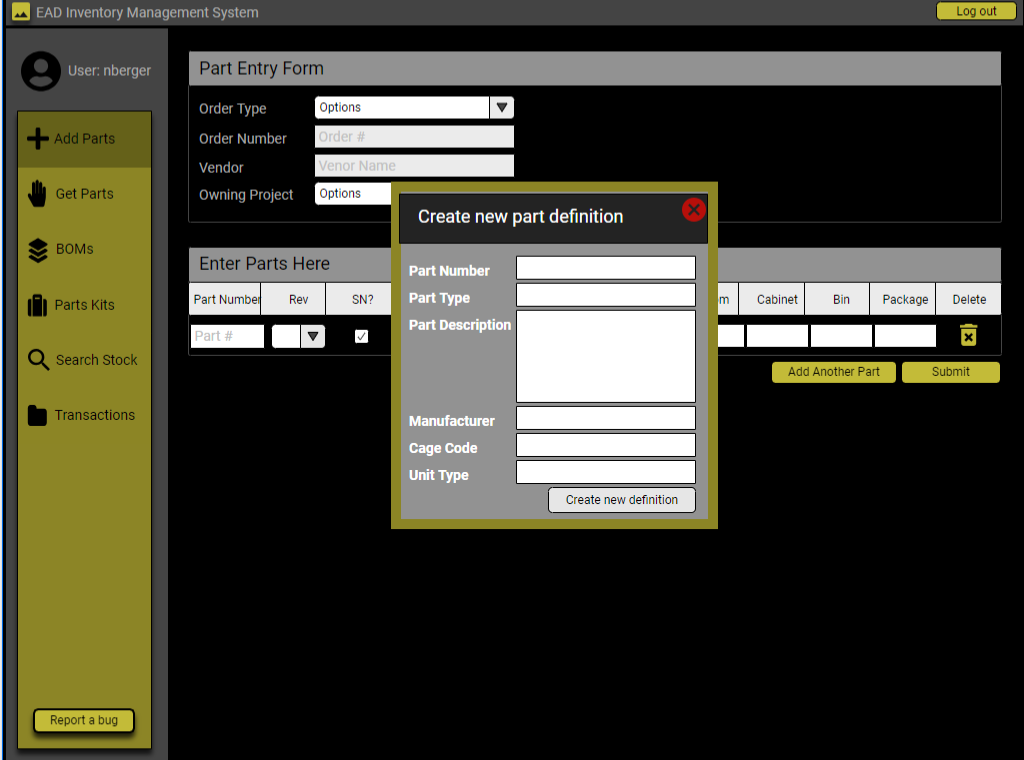 EAD Inventory Management System
Log out
User: nberger
Add Parts
Get Parts
BOMs
Parts Kits
Search Stock
Transactions
Report a bug
Part Entry Form
Order Type
Options
Order Number
Order #
Vendor
Venor Name
Owning Project
Options
Enter Parts Here
Part Number Rev SN? Cabinet Bin Package Delete
Part #
Add Another Part
Submit
Create new part definition
Part Number
Part Type
Part Description
Manufacturer
Cage Code
Unit Type
Create new definition